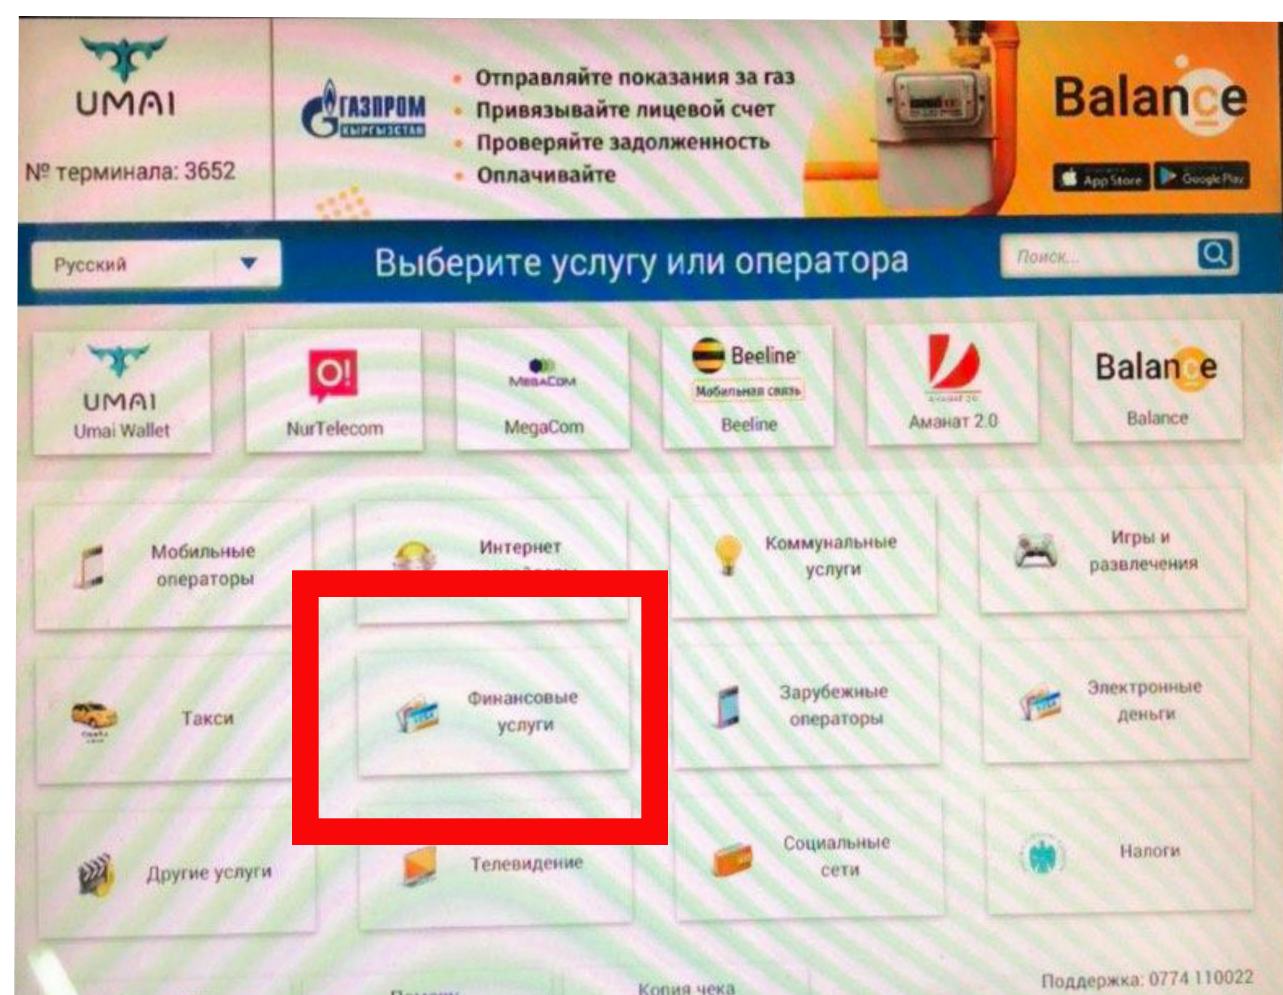 UMAI
№ терминала: 3652
ГАЗПРОМ
КЫРГЫЗСТАН
• Отправляйте показания за газ
• Привязывайте лицевой счет
• Проверяйте задолженность
• Оплачивайте
Balance
App Store
Google Play
Русский
Выберите услугу или оператора
Поиск...
UMAI
Umai Wallet
O!
NurTelecom
MEGACOM
MegaCom
Beeline
Мобильная связь
Beeline
АМАНАТ 2.0
Аманат 2.0
Balance
Balance
Мобильные
операторы
Интернет
Коммунальные
услуги
Игры и
развлечения
Такси
Финансовые
услуги
Зарубежные
операторы
Электронные
деньги
Другие услуги
Телевидение
Социальные
сети
Налоги
Копия чека
Поддержка: 0774 110022